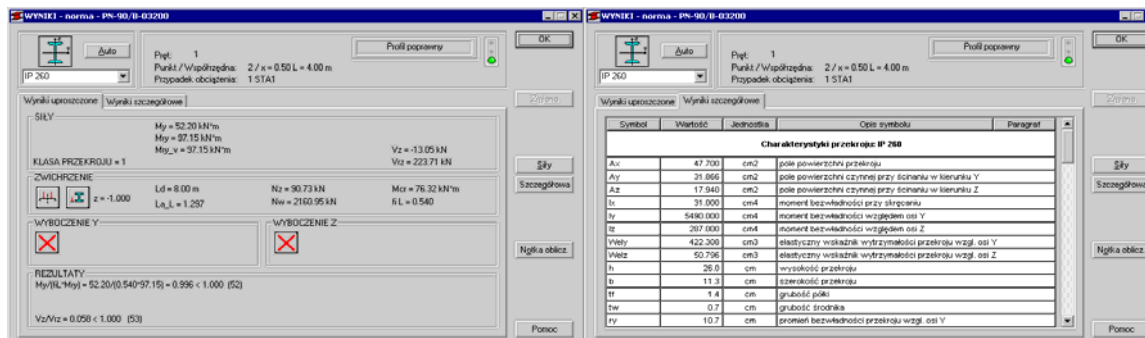 WYNIKI - norma - PN-90/B-03200
Auto
IP 260
Pręt: 1
Punkt / Współrzędna: 2 / x = 0.50 L = 4.00 m
Przypadek obciążenia: 1 STA1
Profil poprawny
OK
Zmiana
Siły
Szczegółowa
Notka oblicz.
Pomoc
Wyniki uproszczone Wyniki szczegółowe
SIŁY
My = 52.20 kN*m
Mry = 97.15 kN*m
Mry_v = 97.15 kN*m
Vz = -13.05 kN
KLASA PRZEKROJU = 1
Vrz = 223.71 kN
ZWICHRZENIE
z = -1.000
Ld = 8.00 m
Nz = 90.73 kN
Mcr = 76.32 kN*m
La_L = 1.297
Nw = 2160.95 kN
fi L = 0.540
WYBOCZENIE Y
WYBOCZENIE Z
REZULTATY
My/(fiL*Mry) = 52.20/(0.540*97.15) = 0.996 < 1.000 (52)
Vz/Vrz = 0.058 < 1.000 (53)
WYNIKI - norma - PN-90/B-03200
Auto
IP 260
Pręt: 1
Punkt / Współrzędna: 2 / x = 0.50 L = 4.00 m
Przypadek obciążenia: 1 STA1
Profil poprawny
OK
Zmiana
Siły
Szczegółowa
Notka oblicz.
Pomoc
Wyniki uproszczone Wyniki szczegółowe
Symbol Wartość Jednostka Opis symbolu Paragraf
Charakterystyki przekroju: IP 260
Ax 47.700 cm2 pole powierzchni przekroju
Ay 31.866 cm2 pole powierzchni czynnej przy ścinaniu w kierunku Y
Az 17.940 cm2 pole powierzchni czynnej przy ścinaniu w kierunku Z
Ix 31.000 cm4 moment bezwładności przy skręcaniu
Iy 5490.000 cm4 moment bezwładności względem osi Y
Iz 287.000 cm4 moment bezwładności względem osi Z
Wely 422.308 cm3 elastyczny wskaźnik wytrzymałości przekroju wzgl. osi Y
Welz 50.796 cm3 elastyczny wskaźnik wytrzymałości przekroju wzgl. osi Z
h 26.0 cm wysokość przekroju
b 11.3 cm szerokość przekroju
tf 1.4 cm grubość półki
tw 0.7 cm grubość środnika
ry 10.7 cm promień bezwładności przekroju wzgl. osi Y